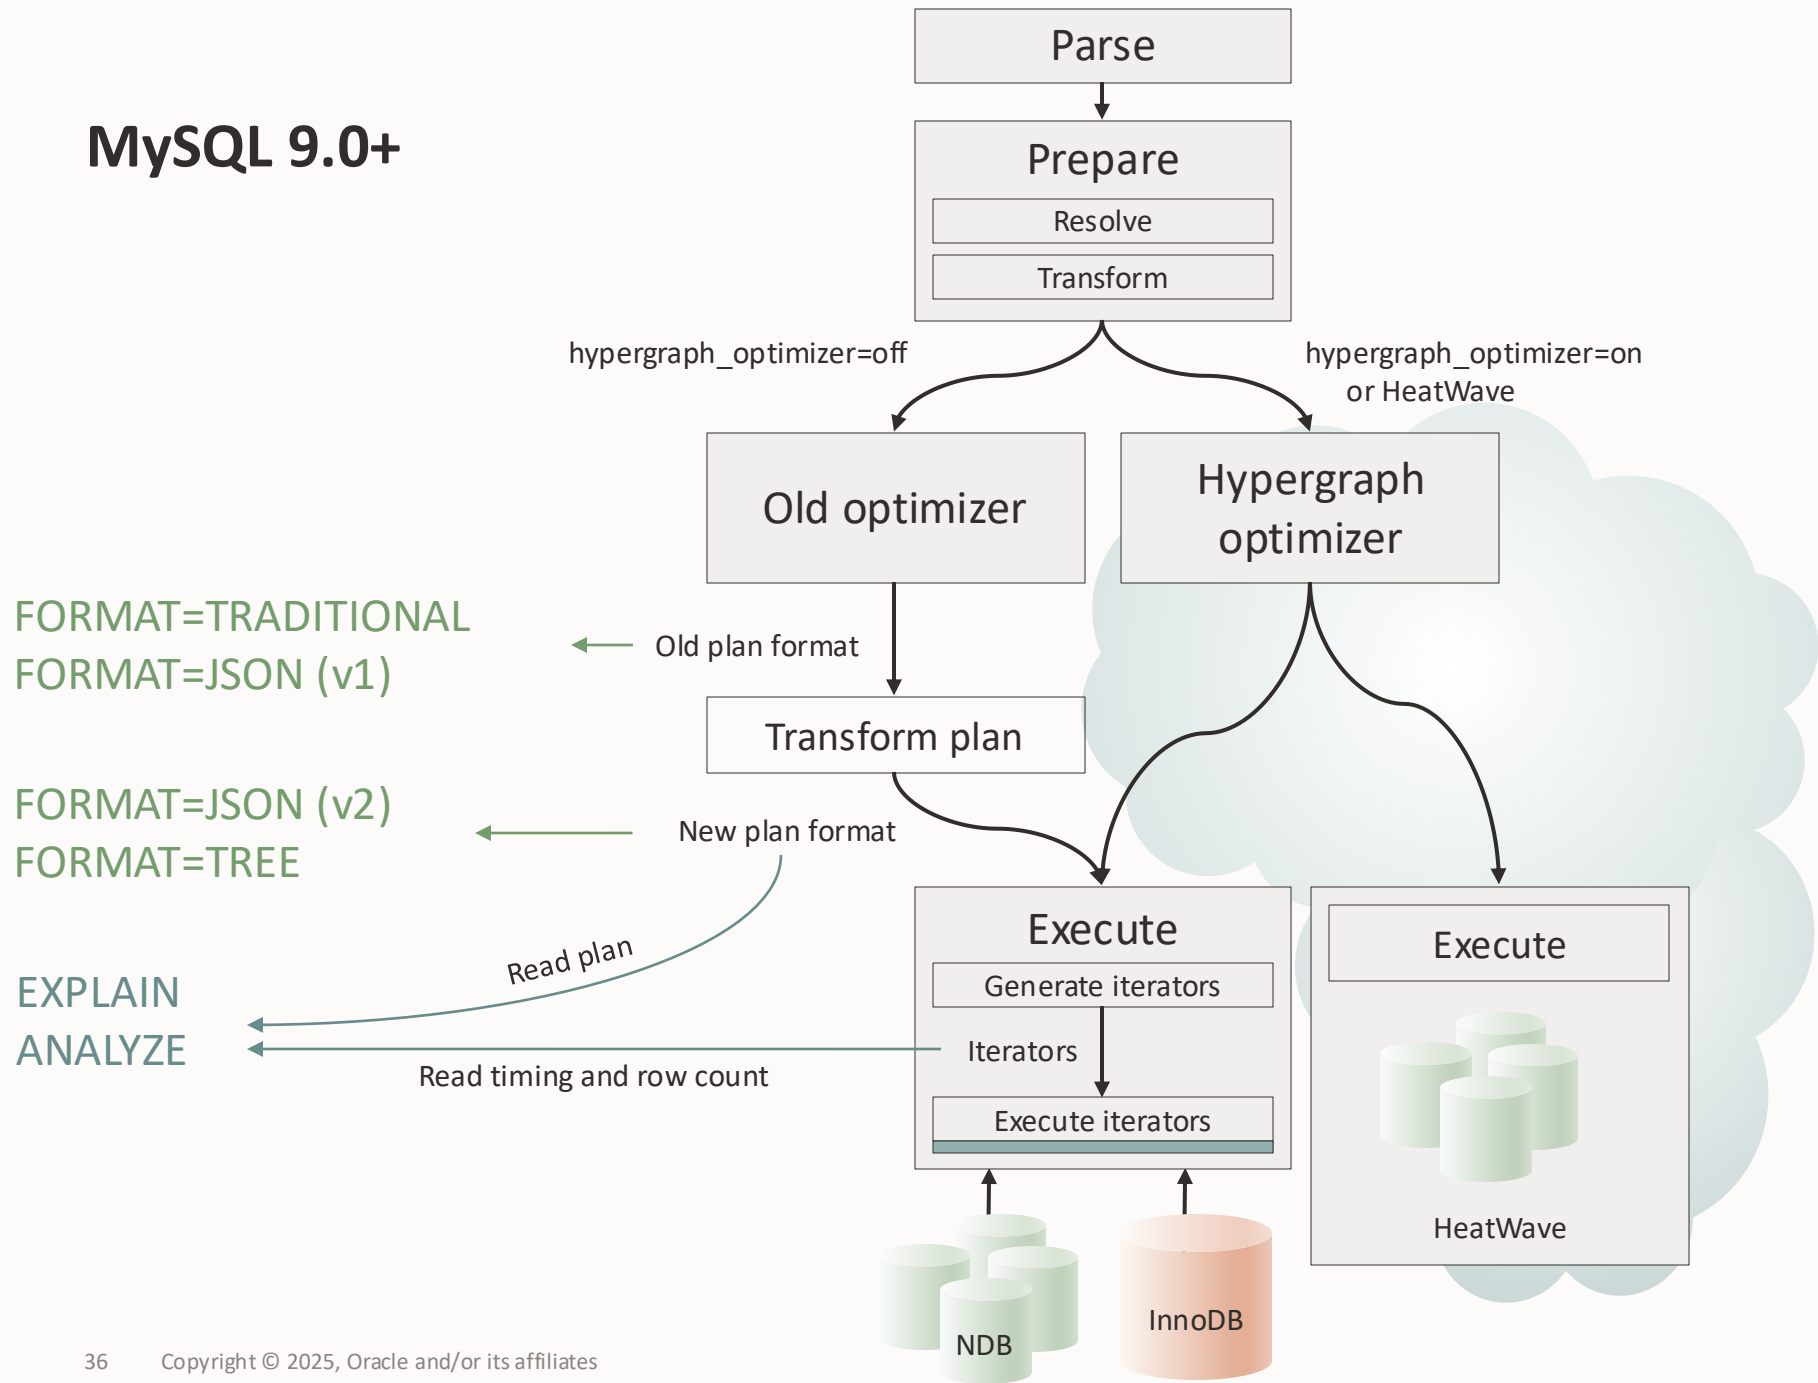 MySQL 9.0+
Parse
Prepare
Resolve
Transform
hypergraph_optimizer=off
hypergraph_optimizer=on
or HeatWave
Old optimizer
Hypergraph
optimizer
FORMAT=TRADITIONAL
FORMAT=JSON (v1)
Old plan format
Transform plan
FORMAT=JSON (v2)
FORMAT=TREE
New plan format
Read plan
EXPLAIN
ANALYZE
Read timing and row count
Execute
Generate iterators
Iterators
Execute iterators
Execute
HeatWave
NDB
InnoDB
36 Copyright © 2025, Oracle and/or its affiliates